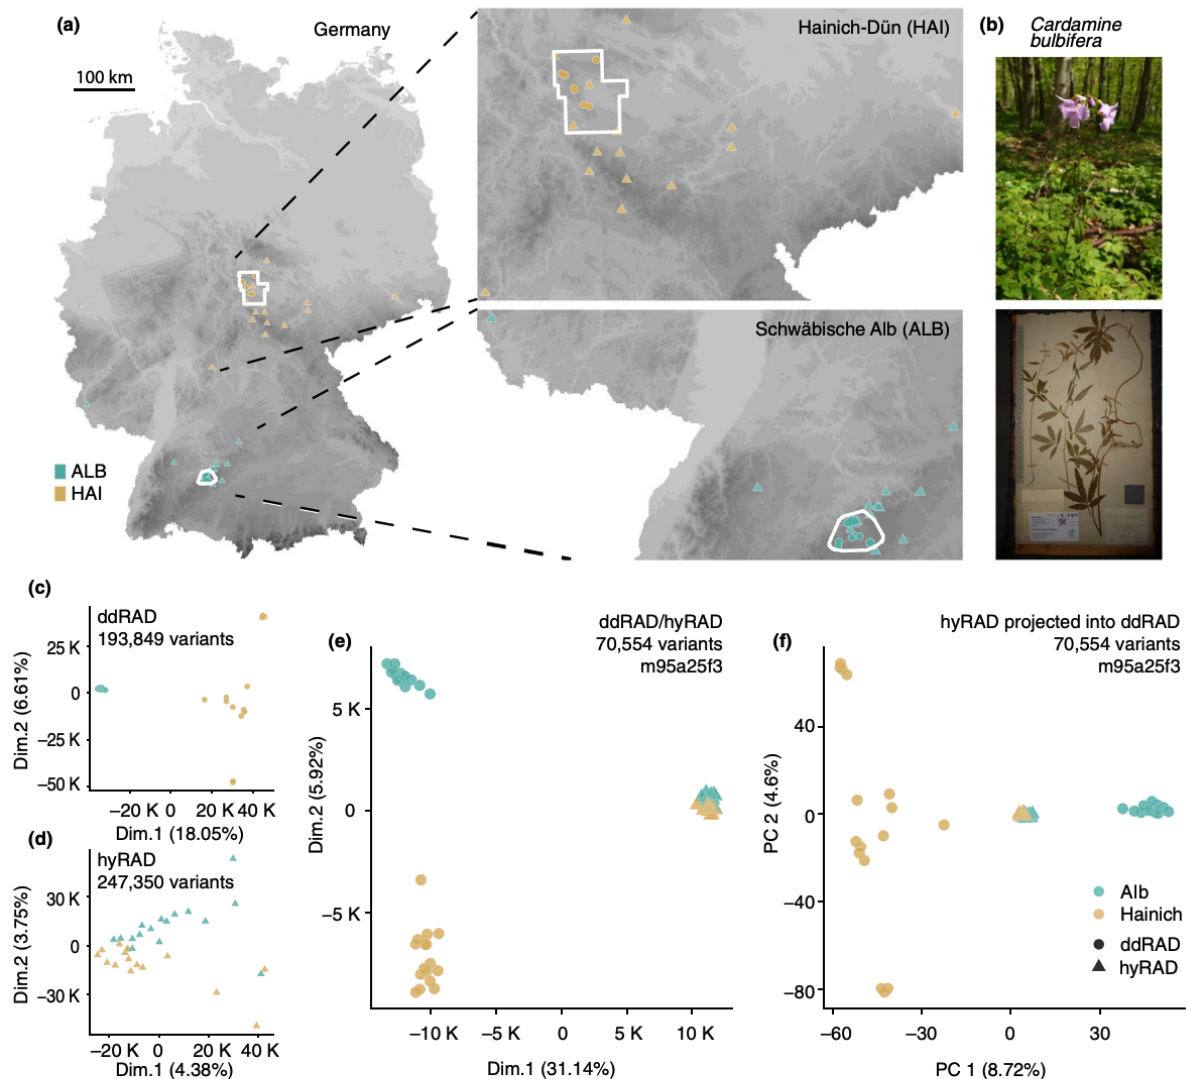 (a)
Germany
100 km
ALB
HAI
Hainich-Dün (HAI)
Schwäbische Alb (ALB)
(b)
Cardamine
bulbifera
(c)
ddRAD
193,849 variants
25 K
0
−25 K
−50 K
Dim.2 (6.61%)
−20 K 0 20 K 40 K
Dim.1 (18.05%)
(d)
hyRAD
247,350 variants
30 K
0
−30 K
Dim.2 (3.75%)
−20 K 0 20 K 40 K
Dim.1 (4.38%)
(e)
ddRAD/hyRAD
70,554 variants
m95a25f3
5 K
0
−5 K
Dim.2 (5.92%)
−10 K −5 K 0 5 K 10 K
Dim.1 (31.14%)
(f)
hyRAD projected into ddRAD
70,554 variants
m95a25f3
40
0
−40
−80
PC 2 (4.6%)
−60 −30 0 30
PC 1 (8.72%)
Alb
Hainich
ddRAD
hyRAD